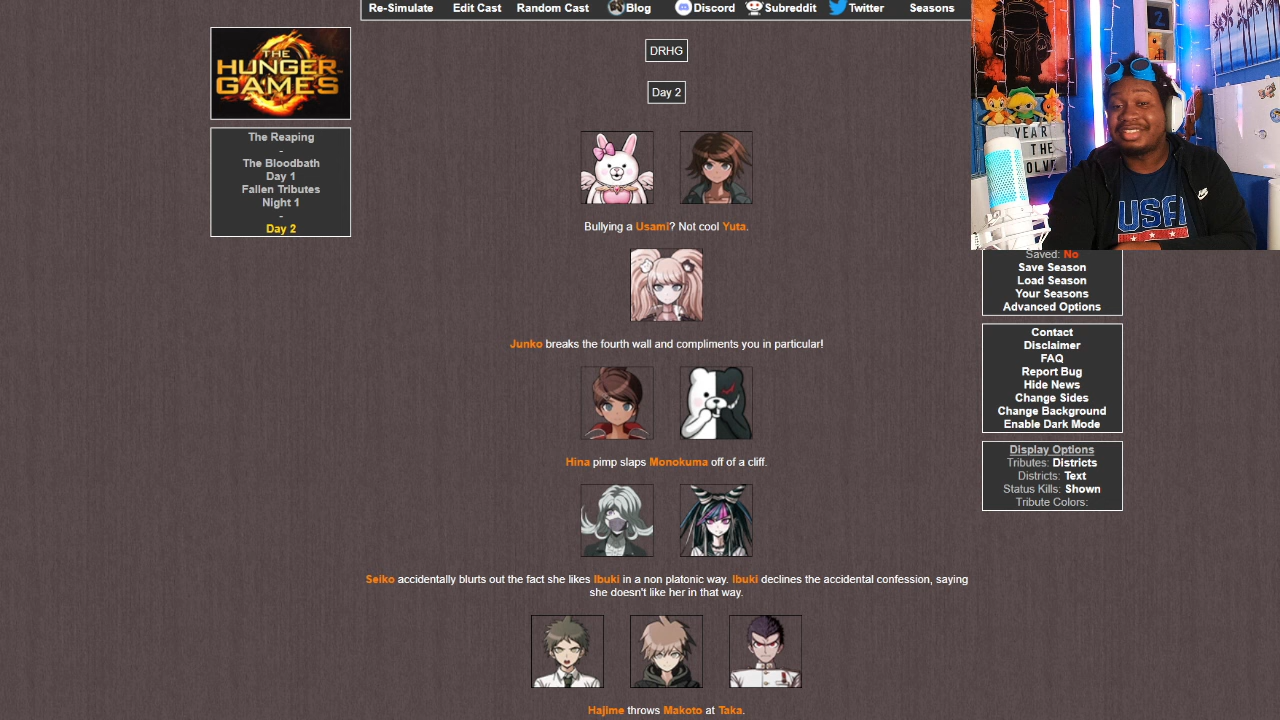 Re-Simulate Edit Cast Random Cast Blog Discord Subreddit Twitter Seasons
THE
HUNGER
GAMES
The Reaping
-
The Bloodbath
Day 1
Fallen Tributes
Night 1
-
Day 2
DRHG
Day 2
Bullying a Usami? Not cool Yuta.
Junko breaks the fourth wall and compliments you in particular!
Hina pimp slaps Monokuma off of a cliff.
Seiko accidentally blurts out the fact she likes Ibuki in a non platonic way. Ibuki declines the accidental confession, saying
she doesn't like her in that way.
Hajime throws Makoto at Taka.
2
YEAR
THE
OLVE
USA
Saved: No
Save Season
Load Season
Your Seasons
Advanced Options
Contact
Disclaimer
FAQ
Report Bug
Hide News
Change Sides
Change Background
Enable Dark Mode
Display Options
Tributes: Districts
Districts: Text
Status Kills: Shown
Tribute Colors: